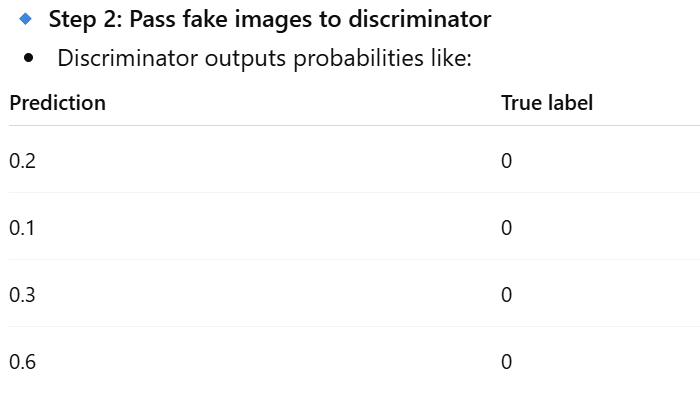 🔹 Step 2: Pass fake images to discriminator
• Discriminator outputs probabilities like:
Prediction True label
0.2 0
0.1 0
0.3 0
0.6 0